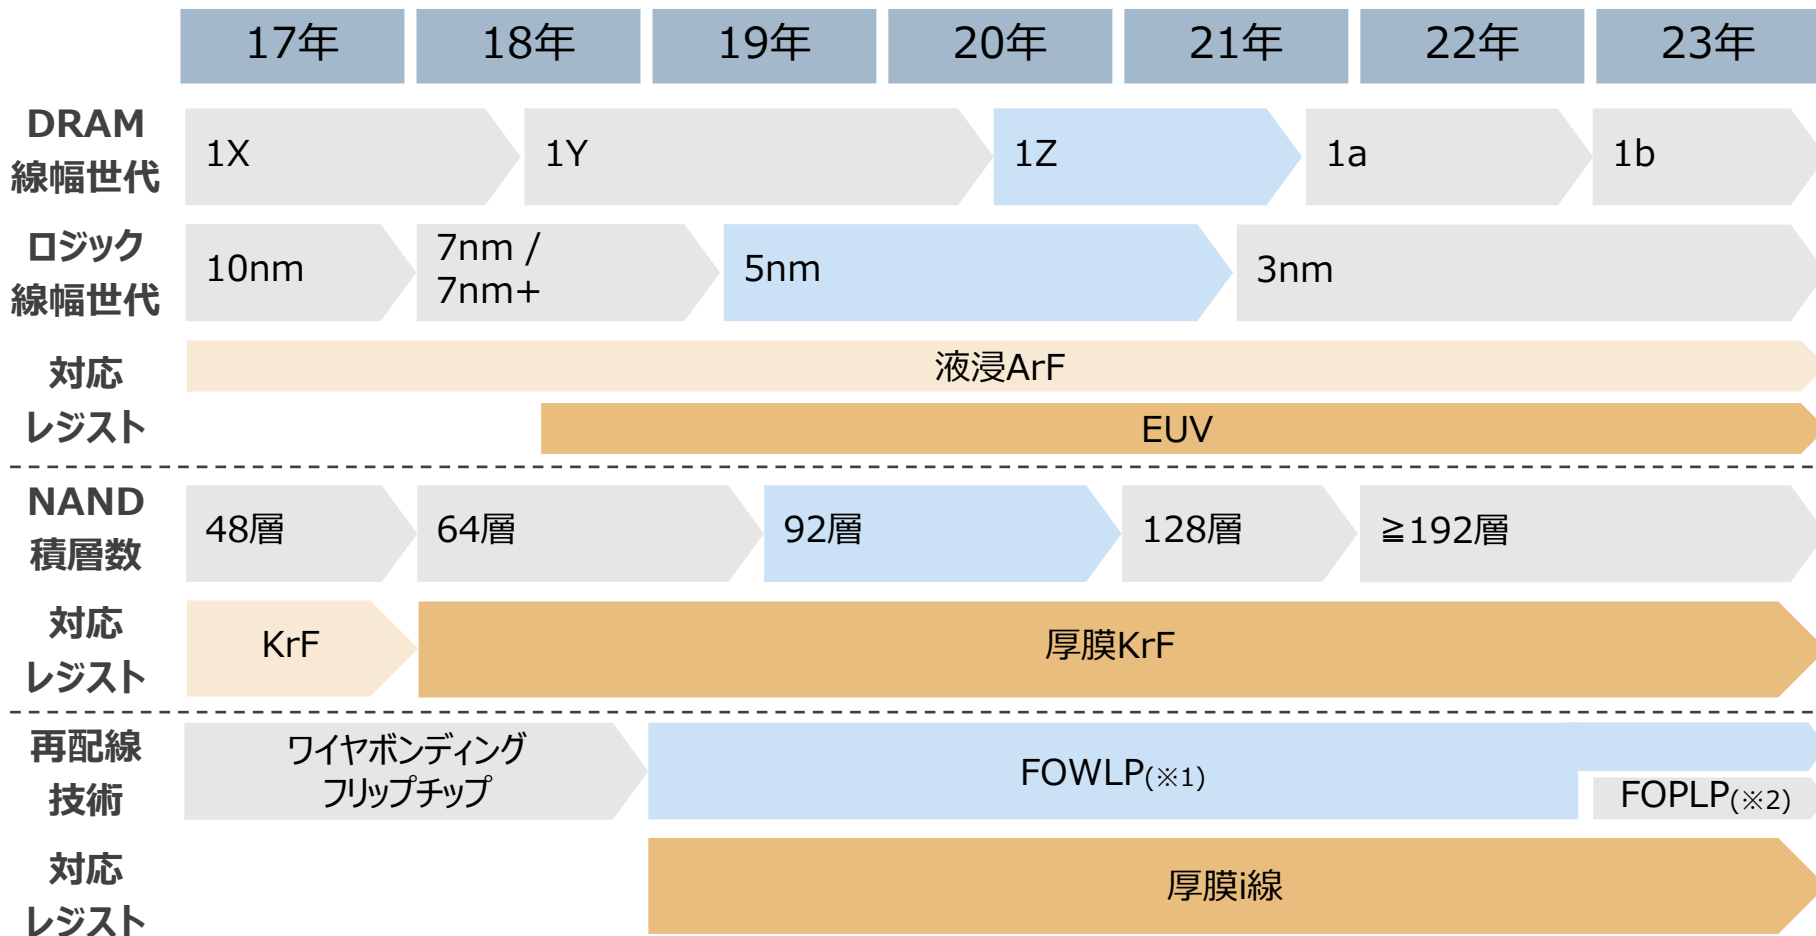 17年 18年 19年 20年 21年 22年 23年
DRAM
線幅世代
1X 1Y 1Z 1a 1b
ロジック
線幅世代
10nm
7nm /
7nm+
5nm 3nm
対応
レジスト
液浸ArF
EUV
NAND
積層数
48層 64層 92層 128層 ≧192層
対応
レジスト
KrF 厚膜KrF
再配線
技術
ワイヤボンディング
フリップチップ
FOWLP(※1)
FOPLP(※2)
対応
レジスト
厚膜i線